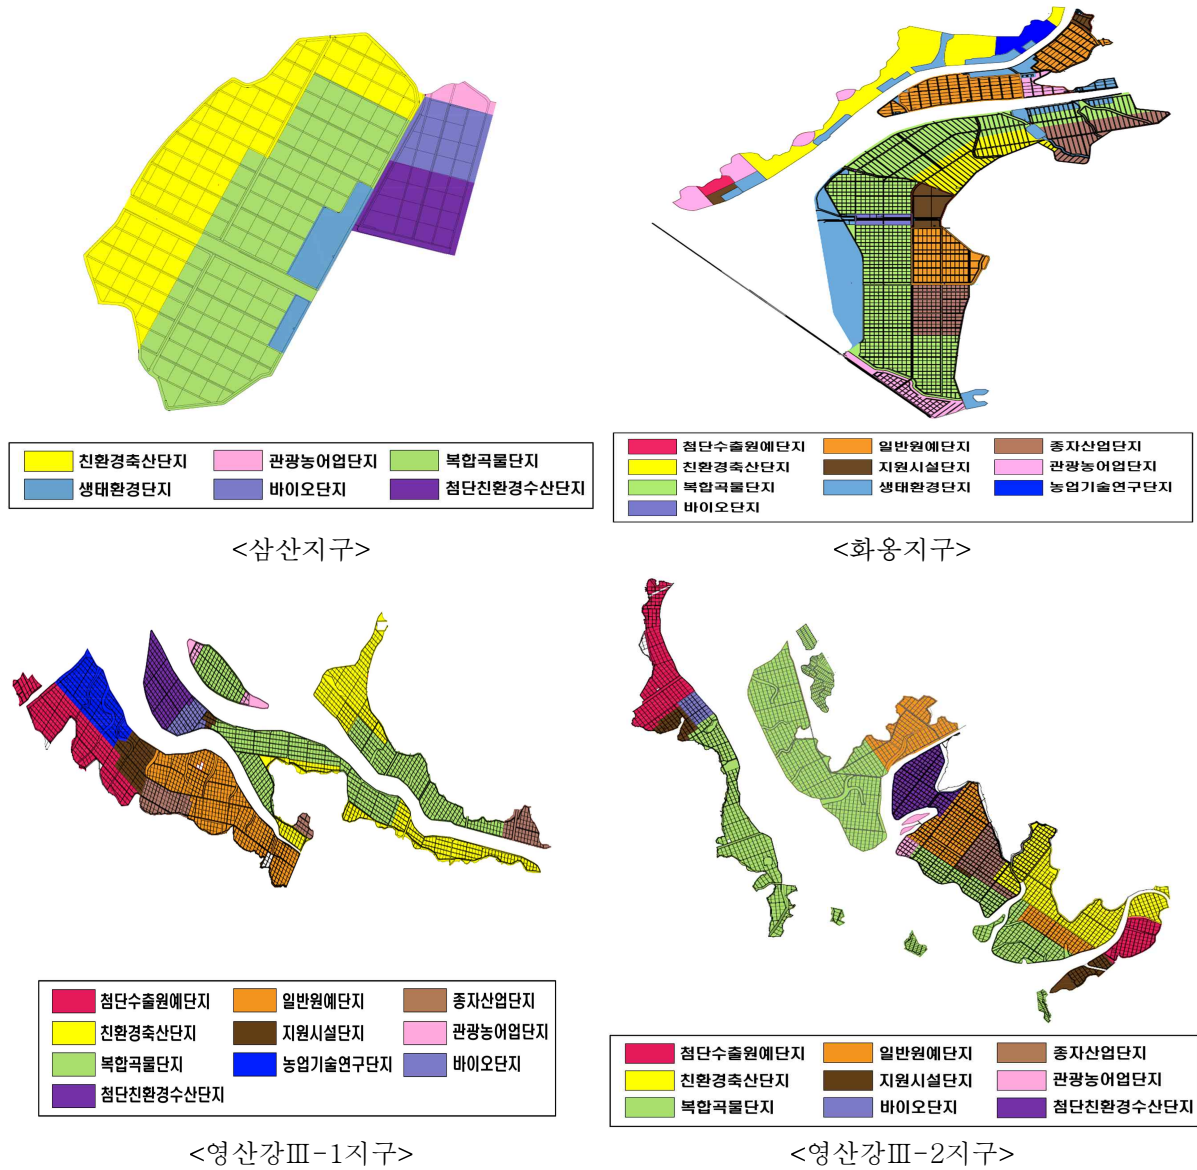 친환경축산단지 관광농어업단지 복합곡물단지
생태환경단지 바이오단지 첨단친환경수산단지
<삼산지구>
첨단수출원예단지 일반원예단지 종자산업단지
친환경축산단지 지원시설단지 관광농어업단지
복합곡물단지 생태환경단지 농업기술연구단지
바이오단지
<화옹지구>
첨단수출원예단지 일반원예단지 종자산업단지
친환경축산단지 지원시설단지 관광농어업단지
복합곡물단지 농업기술연구단지 바이오단지
첨단친환경수산단지
<영산강Ⅲ-1지구>
첨단수출원예단지 일반원예단지 종자산업단지
친환경축산단지 지원시설단지 관광농어업단지
복합곡물단지 바이오단지 첨단친환경수산단지
<영산강Ⅲ-2지구>